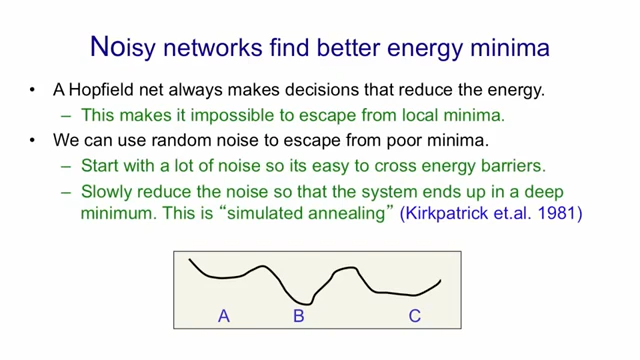 Noisy networks find better energy minima
• A Hopfield net always makes decisions that reduce the energy.
– This makes it impossible to escape from local minima.
• We can use random noise to escape from poor minima.
– Start with a lot of noise so its easy to cross energy barriers.
– Slowly reduce the noise so that the system ends up in a deep
minimum. This is “simulated annealing” (Kirkpatrick et.al. 1981)
A B C